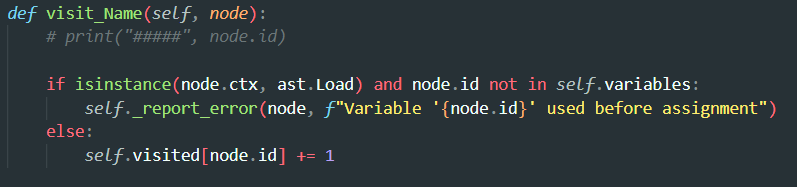 def visit_Name(self, node):
    # print("#####", node.id)
    if isinstance(node.ctx, ast.Load) and node.id not in self.variables:
        self._report_error(node, f"Variable '{node.id}' used before assignment")
    else:
        self.visited[node.id] += 1